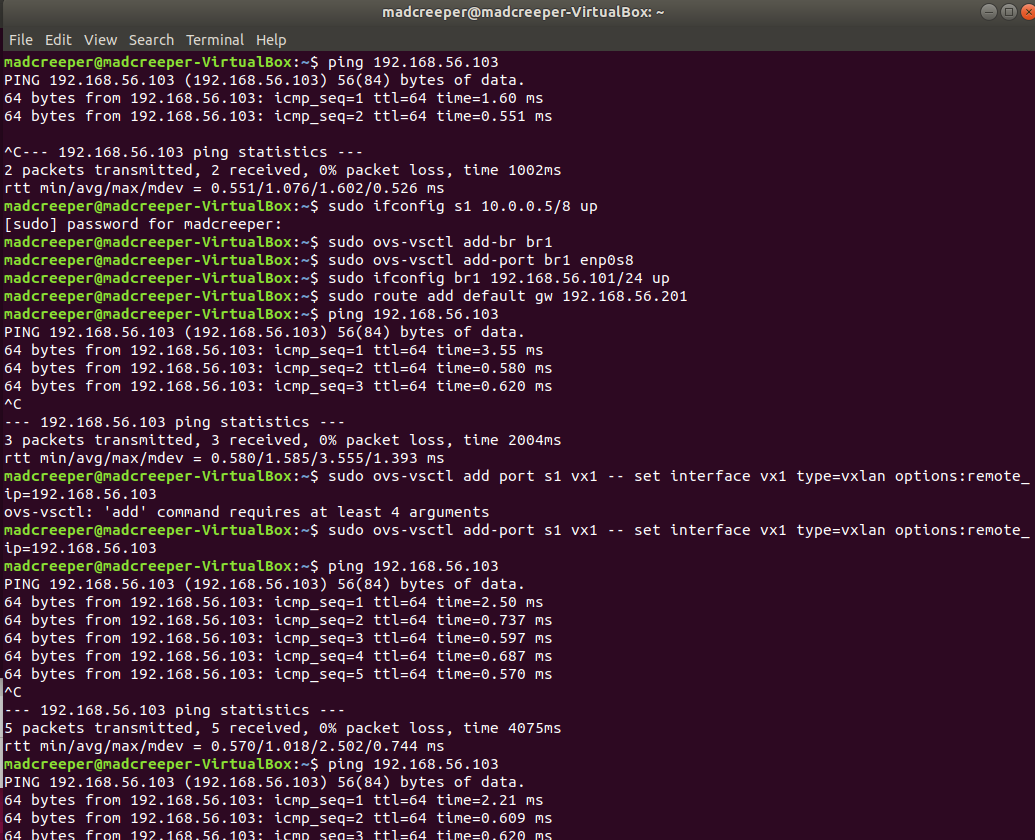 madcreeper@madcreeper-VirtualBox: ~
File Edit View Search Terminal Help
madcreeper@madcreeper-VirtualBox:~$ ping 192.168.56.103
PING 192.168.56.103 (192.168.56.103) 56(84) bytes of data.
64 bytes from 192.168.56.103: icmp_seq=1 ttl=64 time=1.60 ms
64 bytes from 192.168.56.103: icmp_seq=2 ttl=64 time=0.551 ms
^C--- 192.168.56.103 ping statistics ---
2 packets transmitted, 2 received, 0% packet loss, time 1002ms
rtt min/avg/max/mdev = 0.551/1.076/1.602/0.526 ms
madcreeper@madcreeper-VirtualBox:~$ sudo ifconfig s1 10.0.0.5/8 up
[sudo] password for madcreeper:
madcreeper@madcreeper-VirtualBox:~$ sudo ovs-vsctl add-br br1
madcreeper@madcreeper-VirtualBox:~$ sudo ovs-vsctl add-port br1 enp0s8
madcreeper@madcreeper-VirtualBox:~$ sudo ifconfig br1 192.168.56.101/24 up
madcreeper@madcreeper-VirtualBox:~$ sudo route add default gw 192.168.56.201
madcreeper@madcreeper-VirtualBox:~$ ping 192.168.56.103
PING 192.168.56.103 (192.168.56.103) 56(84) bytes of data.
64 bytes from 192.168.56.103: icmp_seq=1 ttl=64 time=3.55 ms
64 bytes from 192.168.56.103: icmp_seq=2 ttl=64 time=0.580 ms
64 bytes from 192.168.56.103: icmp_seq=3 ttl=64 time=0.620 ms
^C
--- 192.168.56.103 ping statistics ---
3 packets transmitted, 3 received, 0% packet loss, time 2004ms
rtt min/avg/max/mdev = 0.580/1.585/3.555/1.393 ms
madcreeper@madcreeper-VirtualBox:~$ sudo ovs-vsctl add port s1 vx1 -- set interface vx1 type=vxlan options:remote_
ip=192.168.56.103
ovs-vsctl: 'add' command requires at least 4 arguments
madcreeper@madcreeper-VirtualBox:~$ sudo ovs-vsctl add-port s1 vx1 -- set interface vx1 type=vxlan options:remote_
ip=192.168.56.103
madcreeper@madcreeper-VirtualBox:~$ ping 192.168.56.103
PING 192.168.56.103 (192.168.56.103) 56(84) bytes of data.
64 bytes from 192.168.56.103: icmp_seq=1 ttl=64 time=2.50 ms
64 bytes from 192.168.56.103: icmp_seq=2 ttl=64 time=0.737 ms
64 bytes from 192.168.56.103: icmp_seq=3 ttl=64 time=0.597 ms
64 bytes from 192.168.56.103: icmp_seq=4 ttl=64 time=0.687 ms
64 bytes from 192.168.56.103: icmp_seq=5 ttl=64 time=0.570 ms
^C
--- 192.168.56.103 ping statistics ---
5 packets transmitted, 5 received, 0% packet loss, time 4075ms
rtt min/avg/max/mdev = 0.570/1.018/2.502/0.744 ms
madcreeper@madcreeper-VirtualBox:~$ ping 192.168.56.103
PING 192.168.56.103 (192.168.56.103) 56(84) bytes of data.
64 bytes from 192.168.56.103: icmp_seq=1 ttl=64 time=2.21 ms
64 bytes from 192.168.56.103: icmp_seq=2 ttl=64 time=0.609 ms
64 bytes from 192.168.56.103: icmp_seq=3 ttl=64 time=0.620 ms